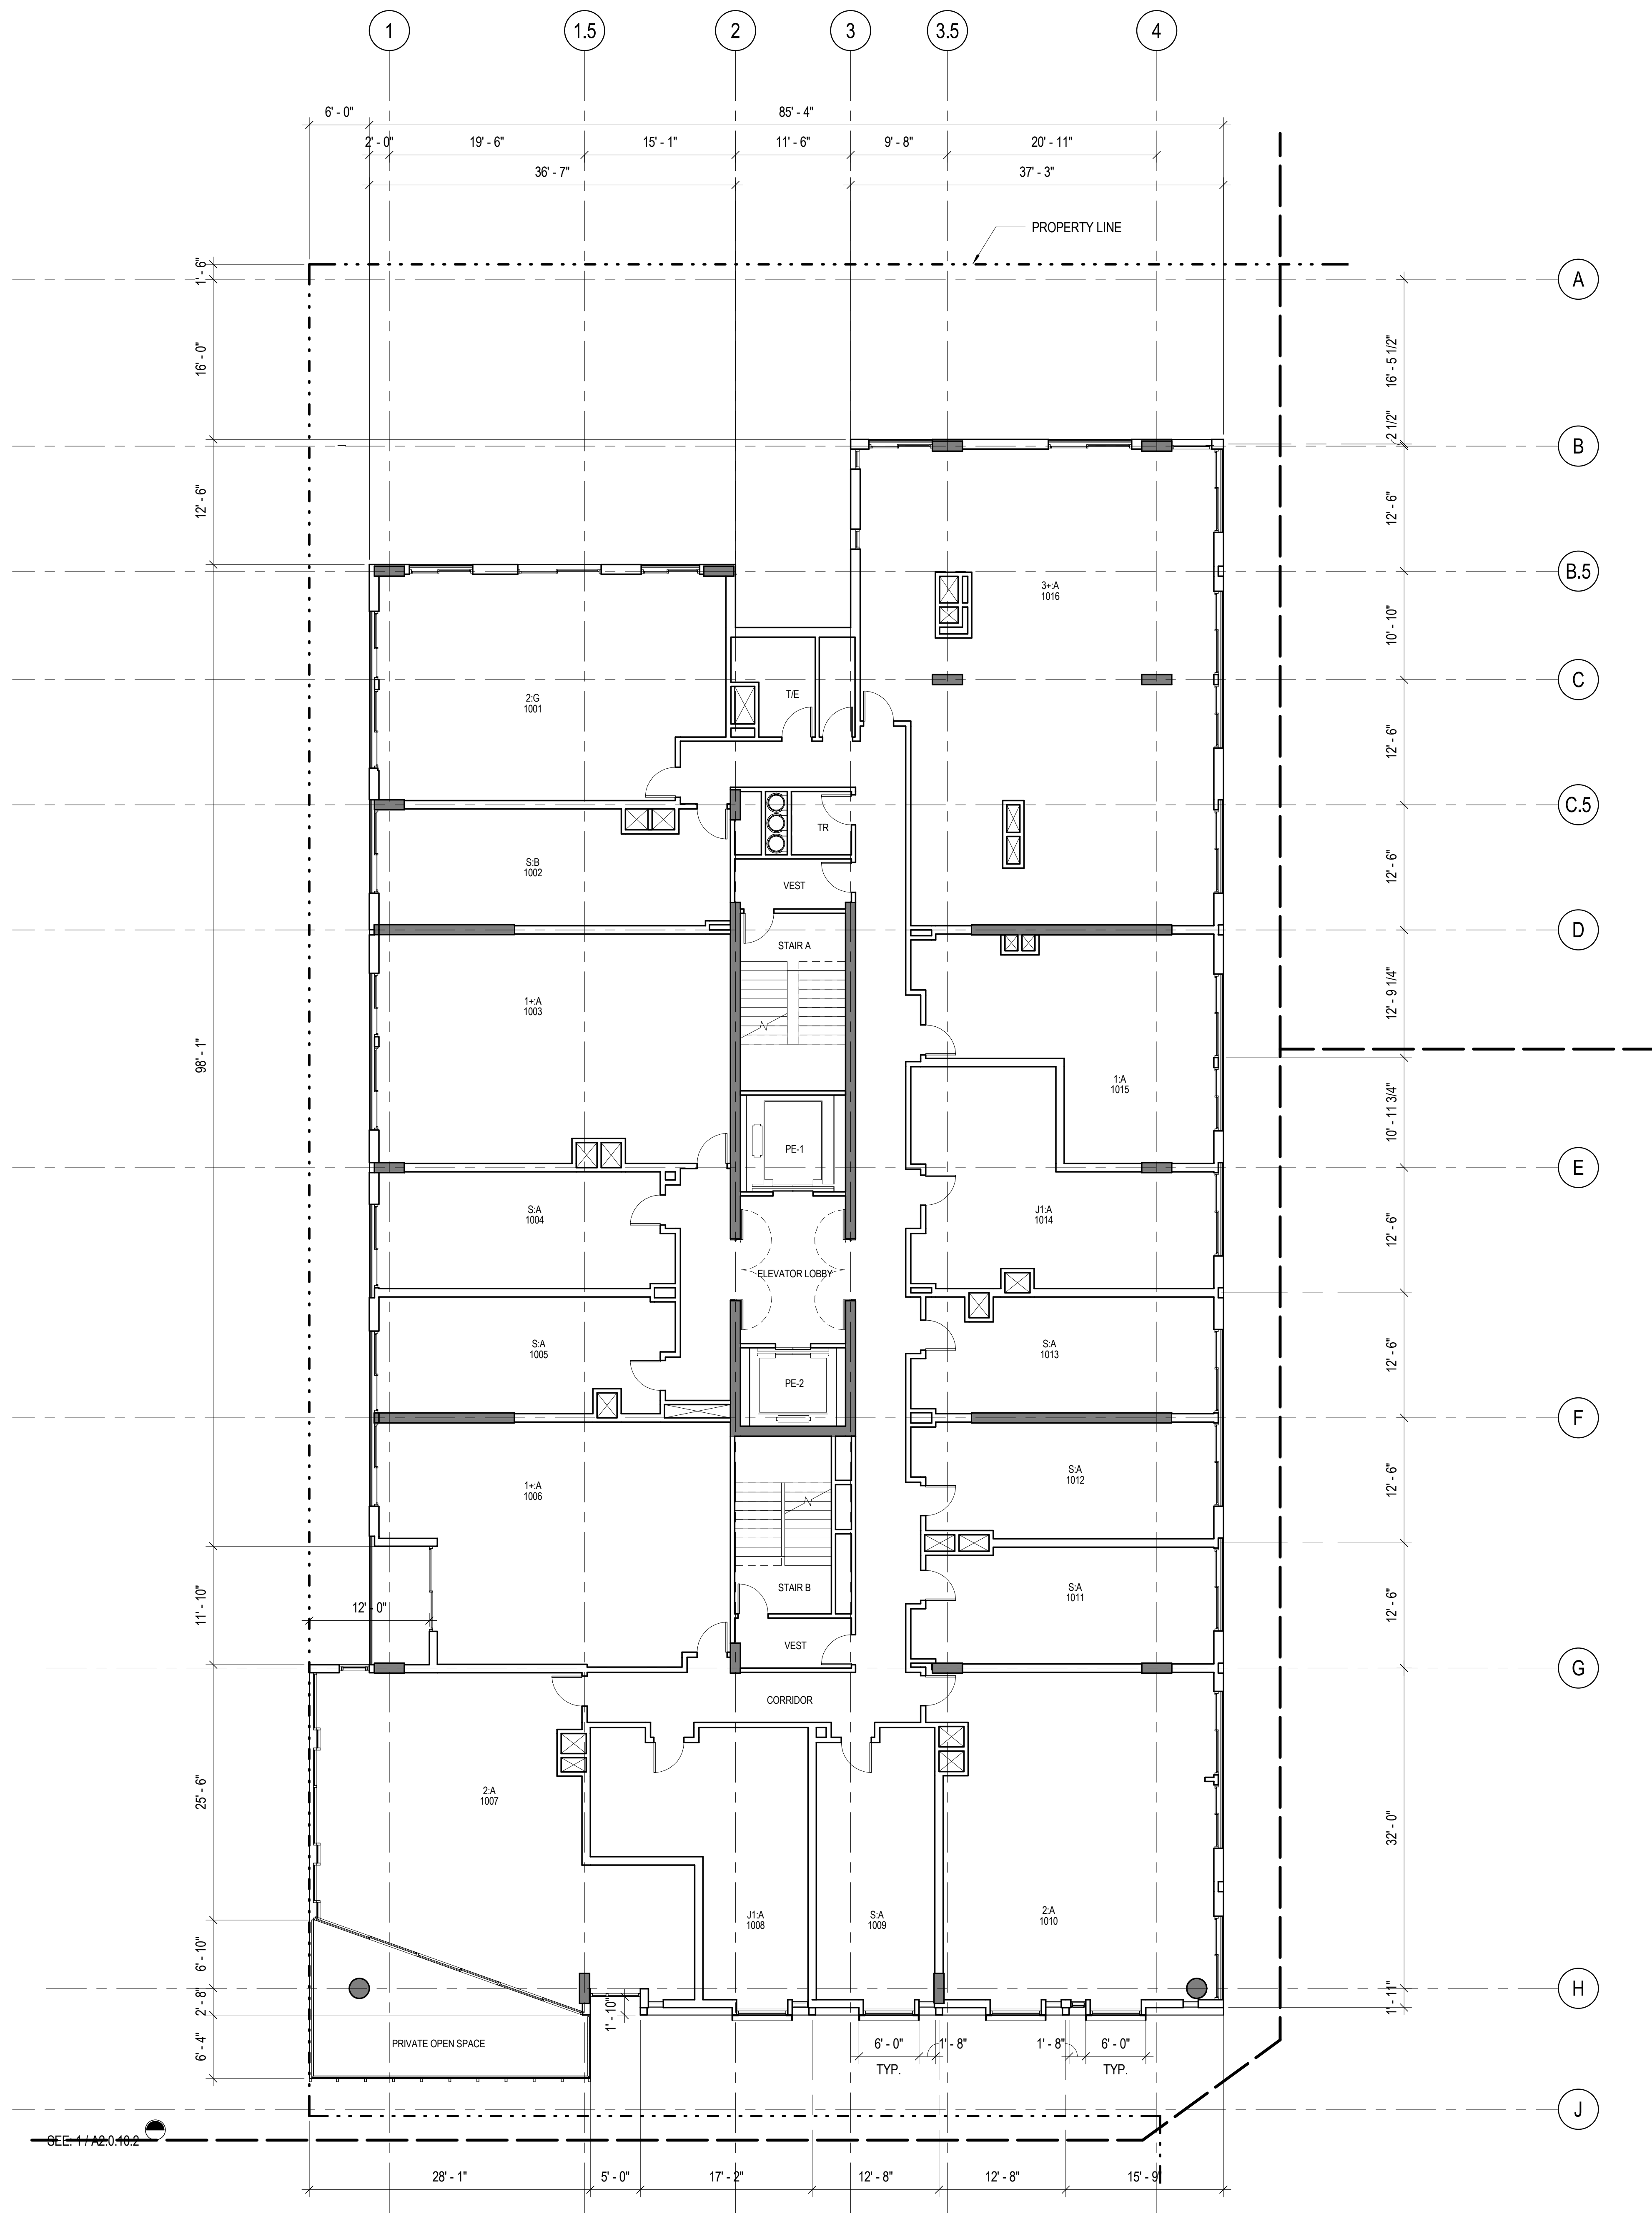 1 1.5 2 3 3.5 4
6' - 0" 85' - 4"
2' - 0" 19' - 6" 15' - 1" 11' - 6" 9' - 8" 20' - 11"
36' - 7" 37' - 3"
PROPERTY LINE
1' - 6"
A
16' - 0"
16' - 5 1/2"
2 1/2"
B
12' - 6"
12' - 6"
B.5
3+:A
1016
10' - 10"
C
2:G
1001
T/E
12' - 6"
C.5
TR
S:B
1002
VEST
12' - 6"
D
STAIR A
1+:A
1003
12' - 9 1/4"
98' - 1"
1:A
1015
10' - 11 3/4"
PE-1
E
S:A
1004
J1:A
1014
12' - 6"
ELEVATOR LOBBY
S:A
1005
S:A
1013
12' - 6"
PE-2
F
1+:A
1006
S:A
1012
12' - 6"
STAIR B
S:A
1011
11' - 10"
12' - 0"
12' - 6"
VEST
G
CORRIDOR
2:A
1007
25' - 6"
32' - 0"
J1:A
1008
S:A
1009
2:A
1010
6' - 10"
H
2' - 8"
1' - 10"
1' - 11"
PRIVATE OPEN SPACE
6' - 4"
6' - 0" 1' - 8" 1' - 8" 6' - 0"
TYP. TYP.
J
SEE: 1 / A2.0.10.2
28' - 1" 5' - 0" 17' - 2" 12' - 8" 12' - 8" 15' - 9"